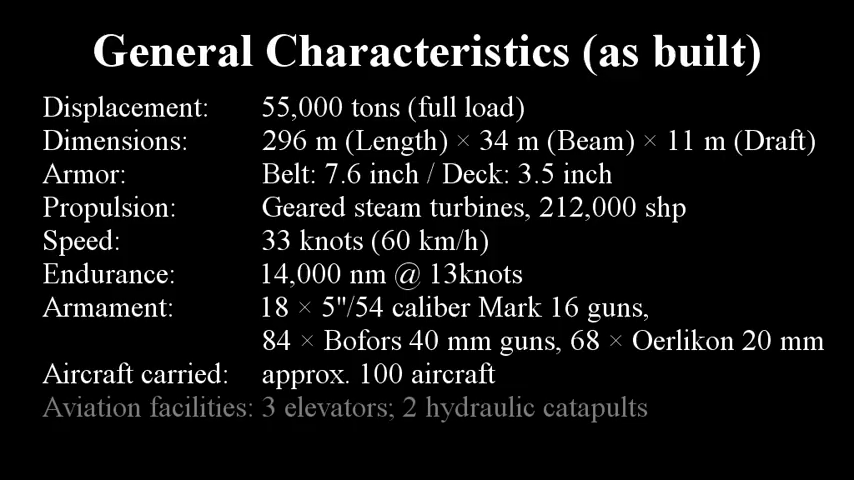 General Characteristics (as built)
Displacement: 55,000 tons (full load)
Dimensions: 296 m (Length) × 34 m (Beam) × 11 m (Draft)
Armor: Belt: 7.6 inch / Deck: 3.5 inch
Propulsion: Geared steam turbines, 212,000 shp
Speed: 33 knots (60 km/h)
Endurance: 14,000 nm @ 13knots
Armament: 18 × 5"/54 caliber Mark 16 guns,
84 × Bofors 40 mm guns, 68 × Oerlikon 20 mm
Aircraft carried: approx. 100 aircraft
Aviation facilities: 3 elevators; 2 hydraulic catapults